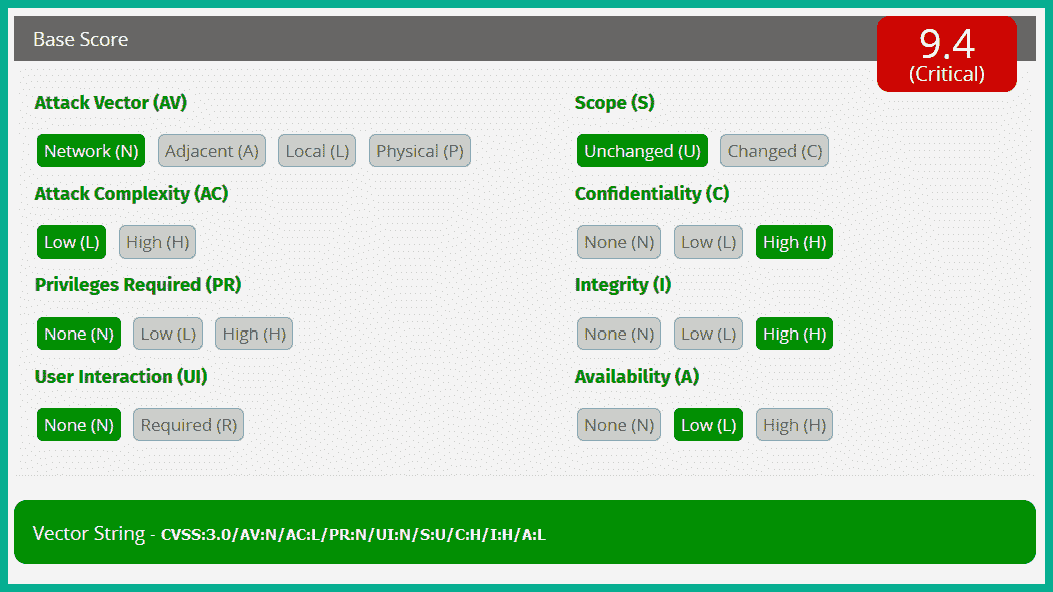 Base Score
9.4
(Critical)
Attack Vector (AV)
Network (N) Adjacent (A) Local (L) Physical (P)
Attack Complexity (AC)
Low (L) High (H)
Privileges Required (PR)
None (N) Low (L) High (H)
User Interaction (UI)
None (N) Required (R)
Scope (S)
Unchanged (U) Changed (C)
Confidentiality (C)
None (N) Low (L) High (H)
Integrity (I)
None (N) Low (L) High (H)
Availability (A)
None (N) Low (L) High (H)
Vector String - CVSS:3.0/AV:N/AC:L/PR:N/UI:N/S:U/C:H/I:H/A:L